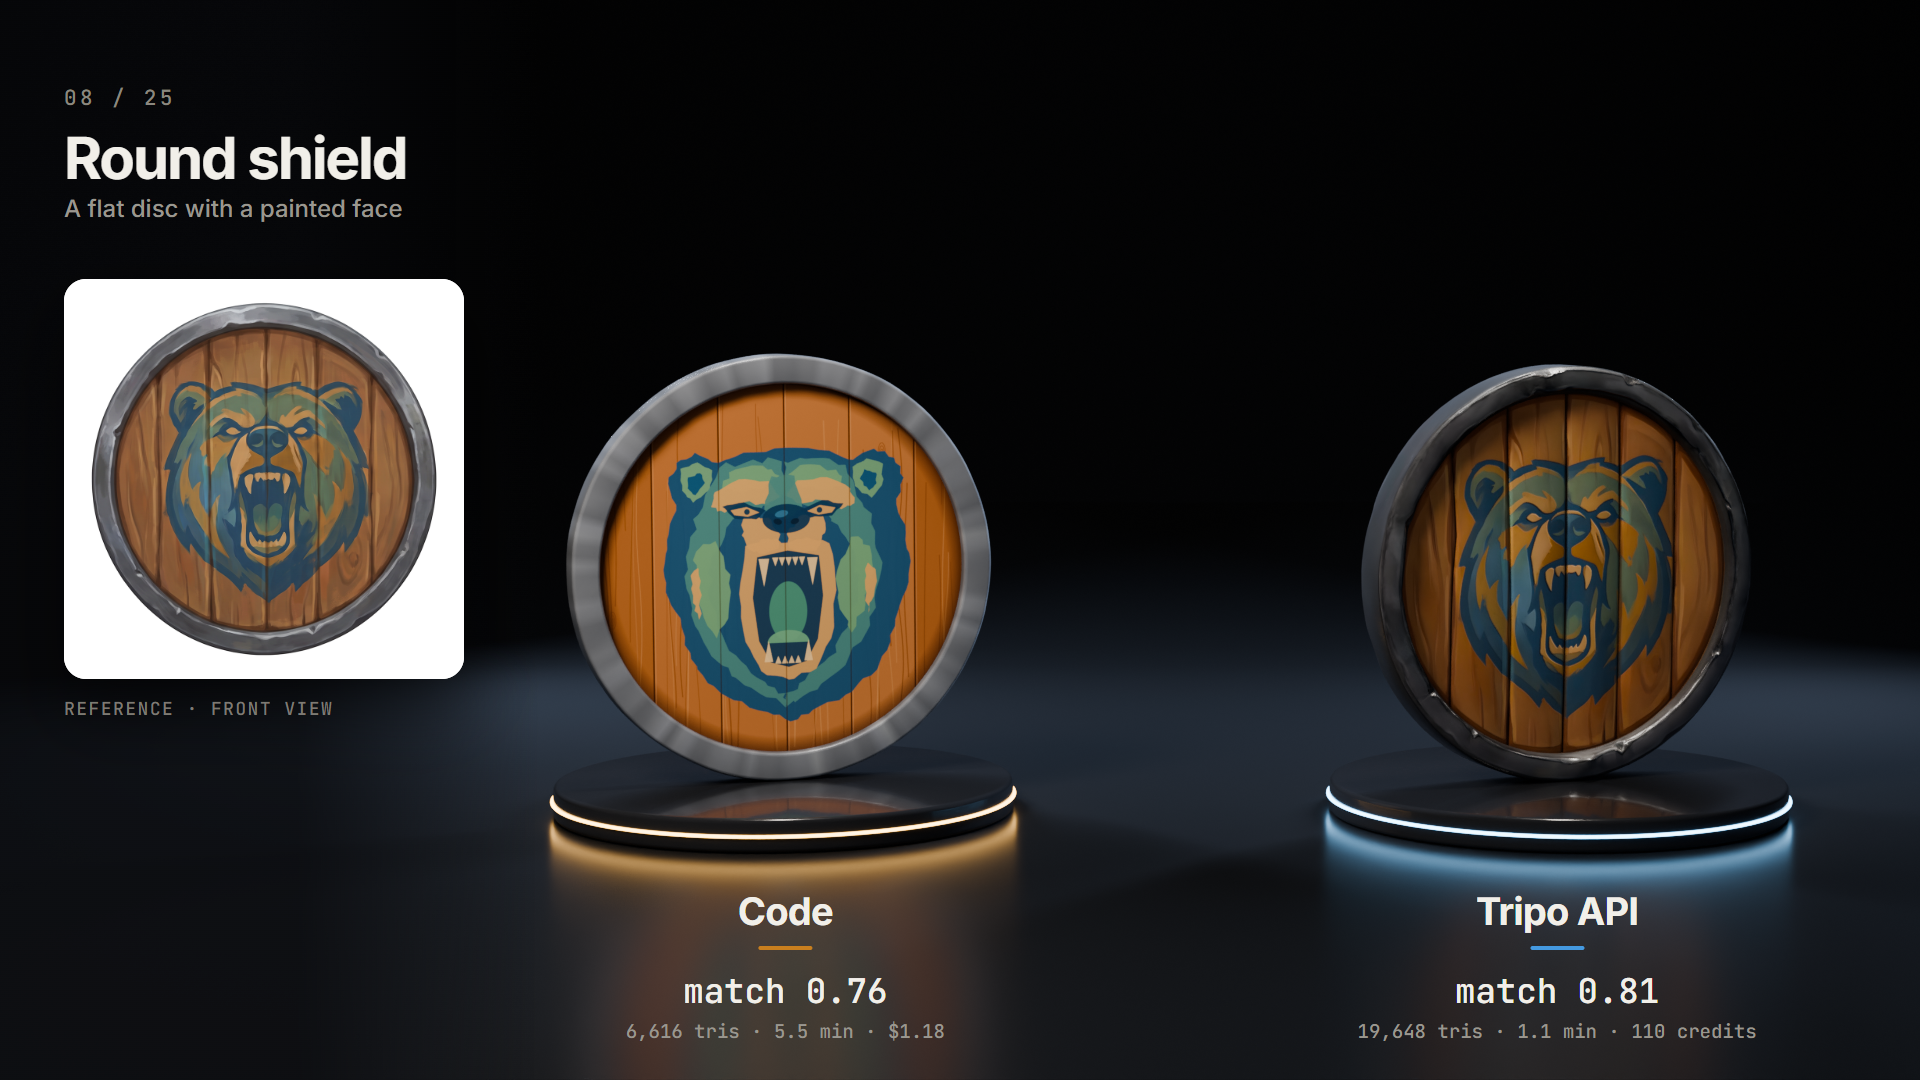 08 / 25
Round shield
A flat disc with a painted face
REFERENCE · FRONT VIEW
Code
match 0.76
6,616 tris · 5.5 min · $1.18
Tripo API
match 0.81
19,648 tris · 1.1 min · 110 credits